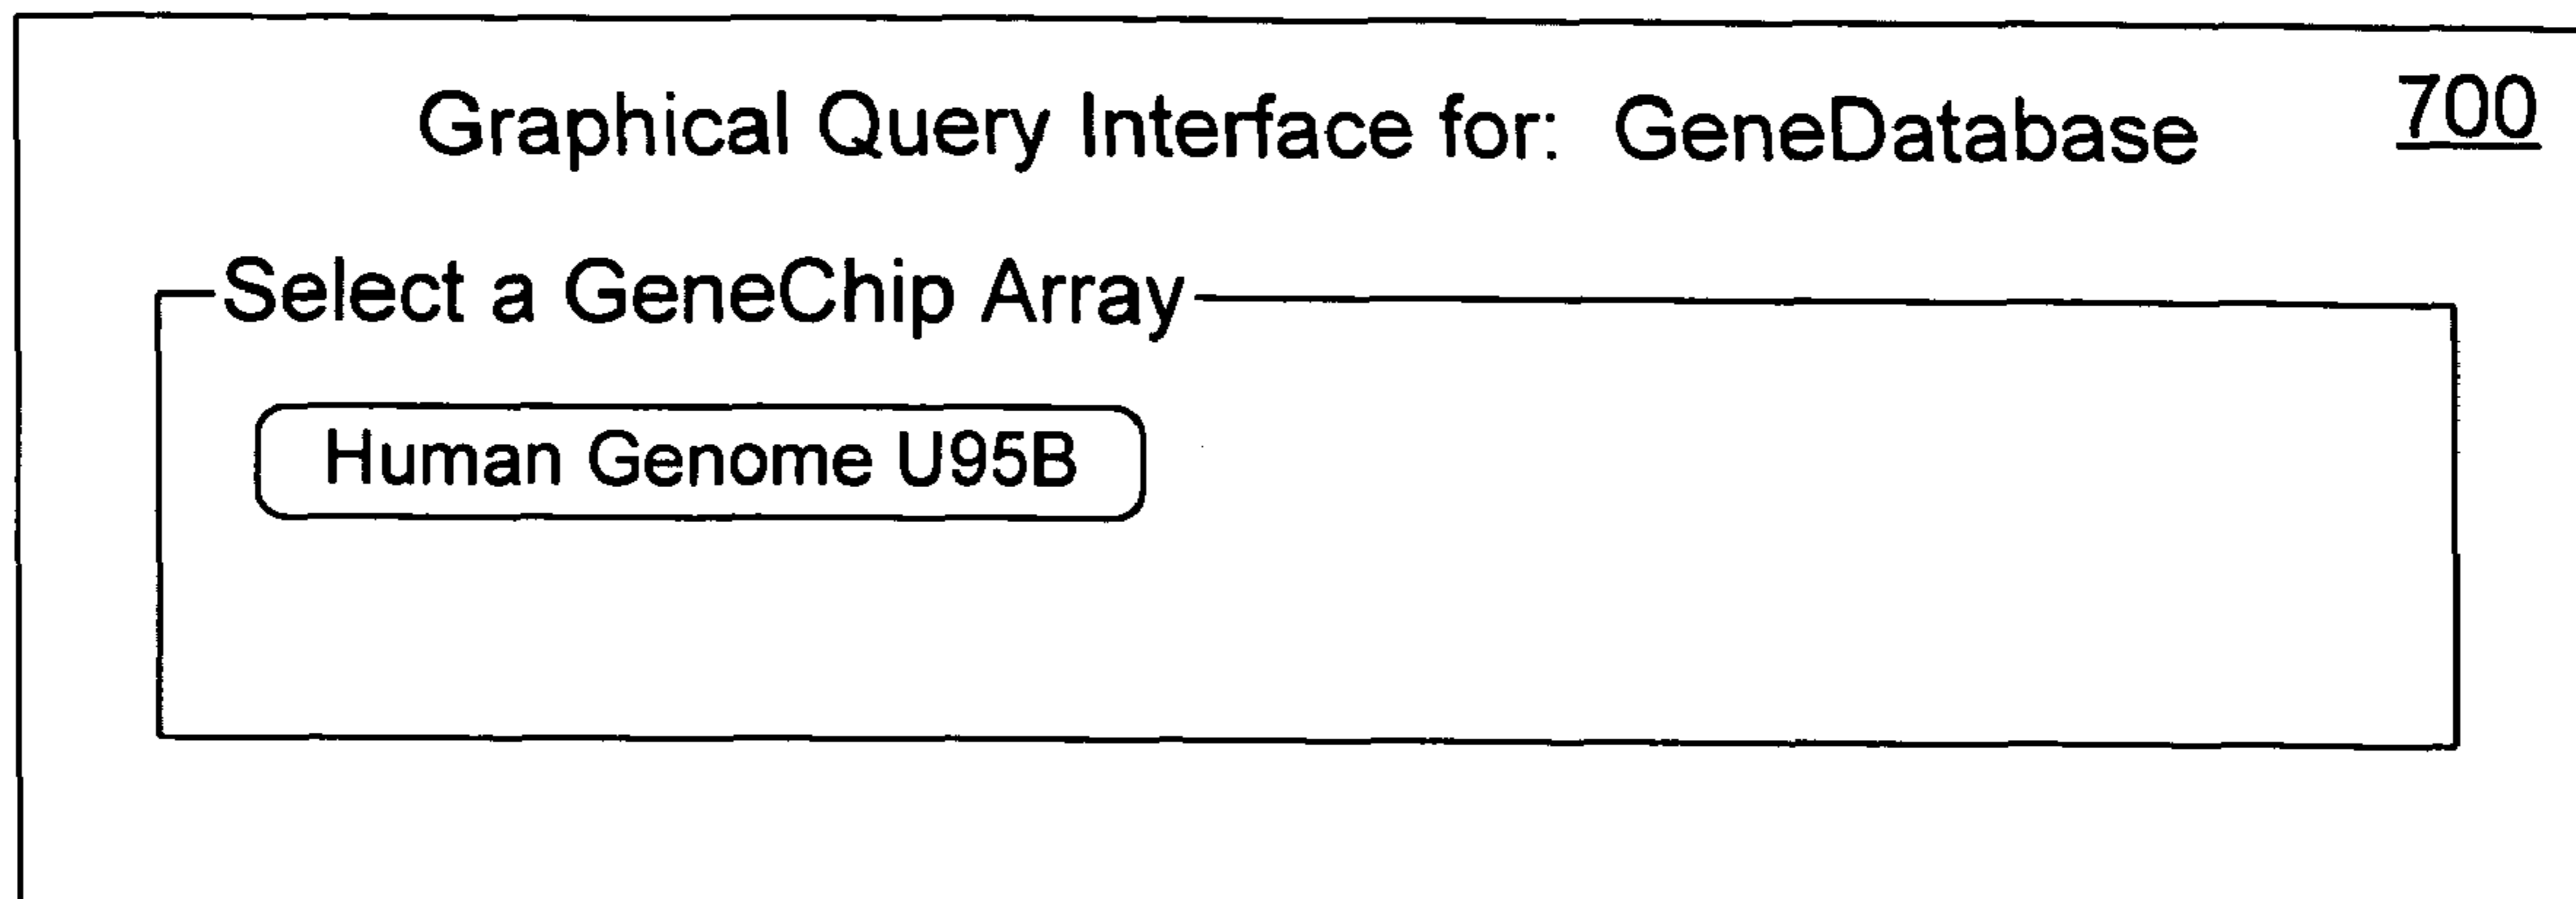 Graphical Query Interface for: GeneDatabase 700
Select a GeneChip Array
Human Genome U95B